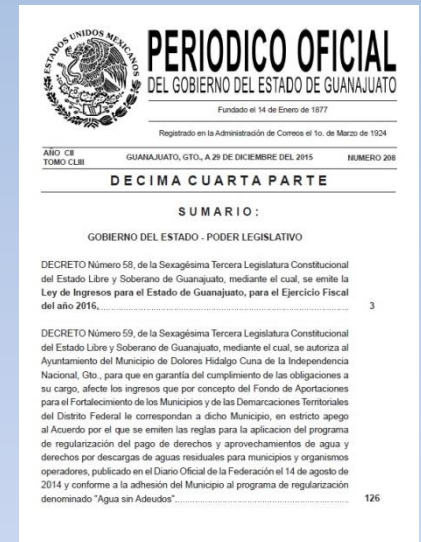 ESTADOS UNIDOS MEXICANOS
PERIODICO OFICIAL
DEL GOBIERNO DEL ESTADO DE GUANAJUATO
Fundado el 14 de Enero de 1877
Registrado en la Administración de Correos el 1o. de Marzo de 1924
AÑO CII
TOMO CLIII
GUANAJUATO, GTO., A 29 DE DICIEMBRE DEL 2015
NUMERO 208
DECIMA CUARTA PARTE
SUMARIO:
GOBIERNO DEL ESTADO - PODER LEGISLATIVO
DECRETO Número 58, de la Sexagésima Tercera Legislatura Constitucional
del Estado Libre y Soberano de Guanajuato, mediante el cual, se emite la
Ley de Ingresos para el Estado de Guanajuato, para el Ejercicio Fiscal
del año 2016,........................................................................ 3
DECRETO Número 59, de la Sexagésima Tercera Legislatura Constitucional
del Estado Libre y Soberano de Guanajuato, mediante el cual, se autoriza al
Ayuntamiento del Municipio de Dolores Hidalgo Cuna de la Independencia
Nacional, Gto., para que en garantía del cumplimiento de las obligaciones a
su cargo, afecte los ingresos que por concepto del Fondo de Aportaciones
para el Fortalecimiento de los Municipios y de las Demarcaciones Territoriales
del Distrito Federal le correspondan a dicho Municipio, en estricto apego
al Acuerdo por el que se emiten las reglas para la aplicacion del programa
de regularización del pago de derechos y aprovechamientos de agua y
derechos por descargas de aguas residuales para municipios y organismos
operadores, publicado en el Diario Oficial de la Federación el 14 de agosto de
2014 y conforme a la adhesión del Municipio al programa de regularización
denominado "Agua sin Adeudos".................................................. 126